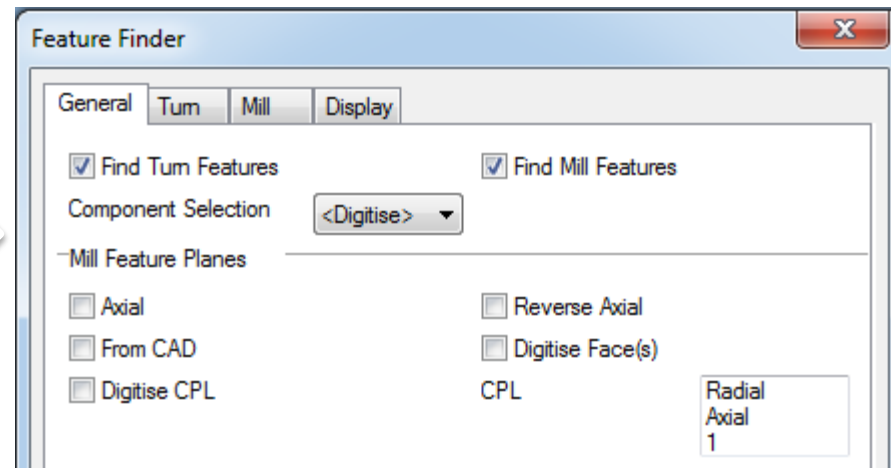 Feature Finder
General Turn Mill Display
Find Turn Features Find Mill Features
Component Selection <Digitise>
Mill Feature Planes
Axial Reverse Axial
From CAD Digitise Face(s)
Digitise CPL CPL Radial
Axial
1